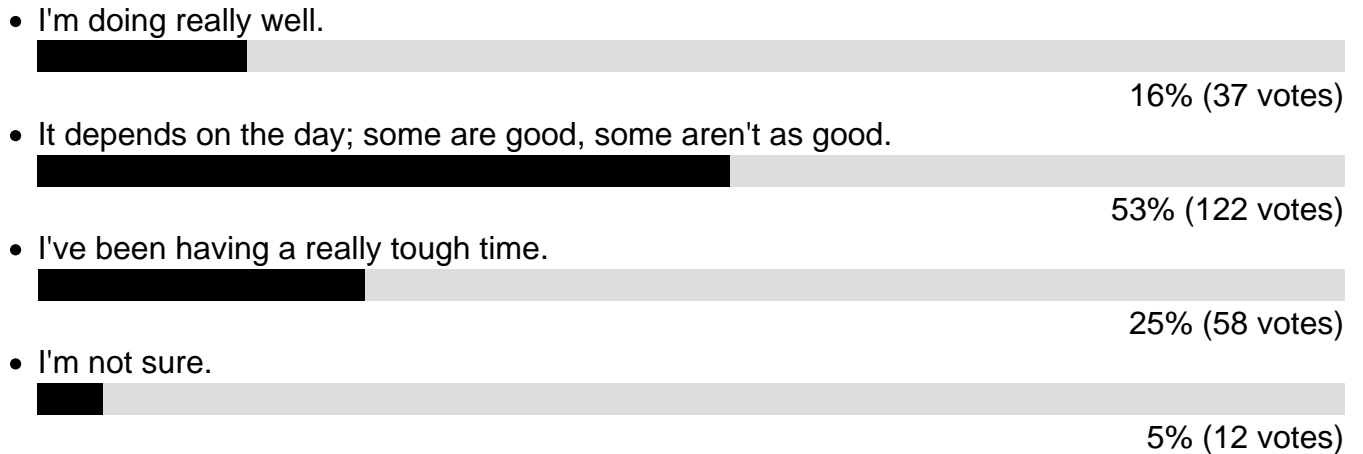 I'm doing really well.
16% (37 votes)
It depends on the day; some are good, some aren't as good.
53% (122 votes)
I've been having a really tough time.
25% (58 votes)
I'm not sure.
5% (12 votes)